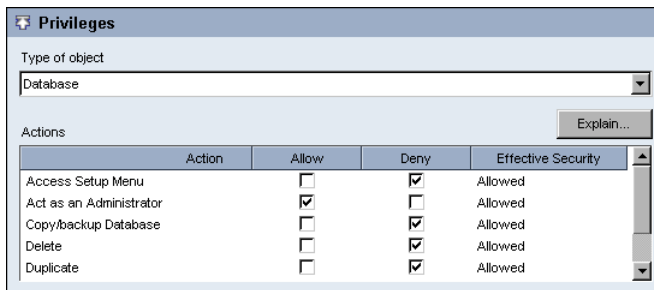 Privileges
Type of object
Database
Explain...
Actions
Action Allow Deny Effective Security
Access Setup Menu Allowed
Act as an Administrator Allowed
Copy/backup Database Allowed
Delete Allowed
Duplicate Allowed